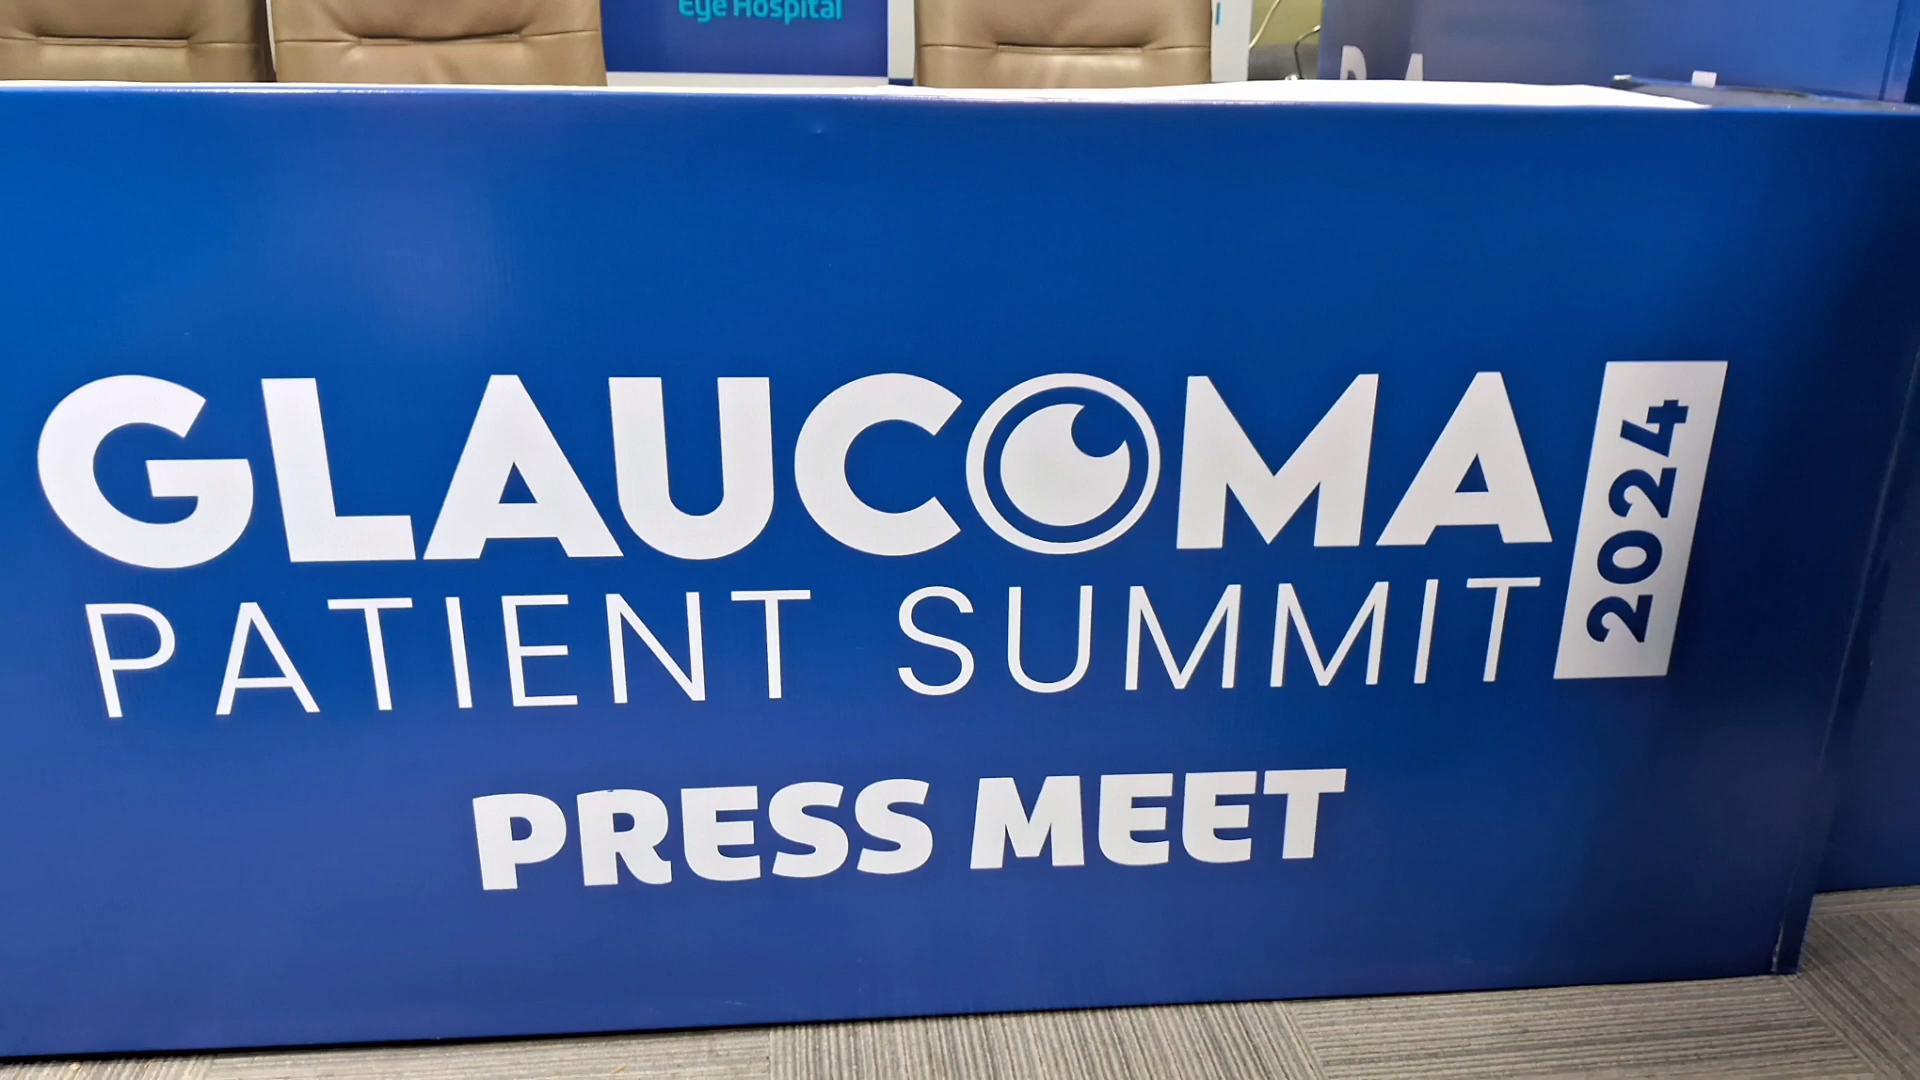 Eye Hospital
GLAUCOMA
PATIENT SUMMIT
2024
PRESS MEET